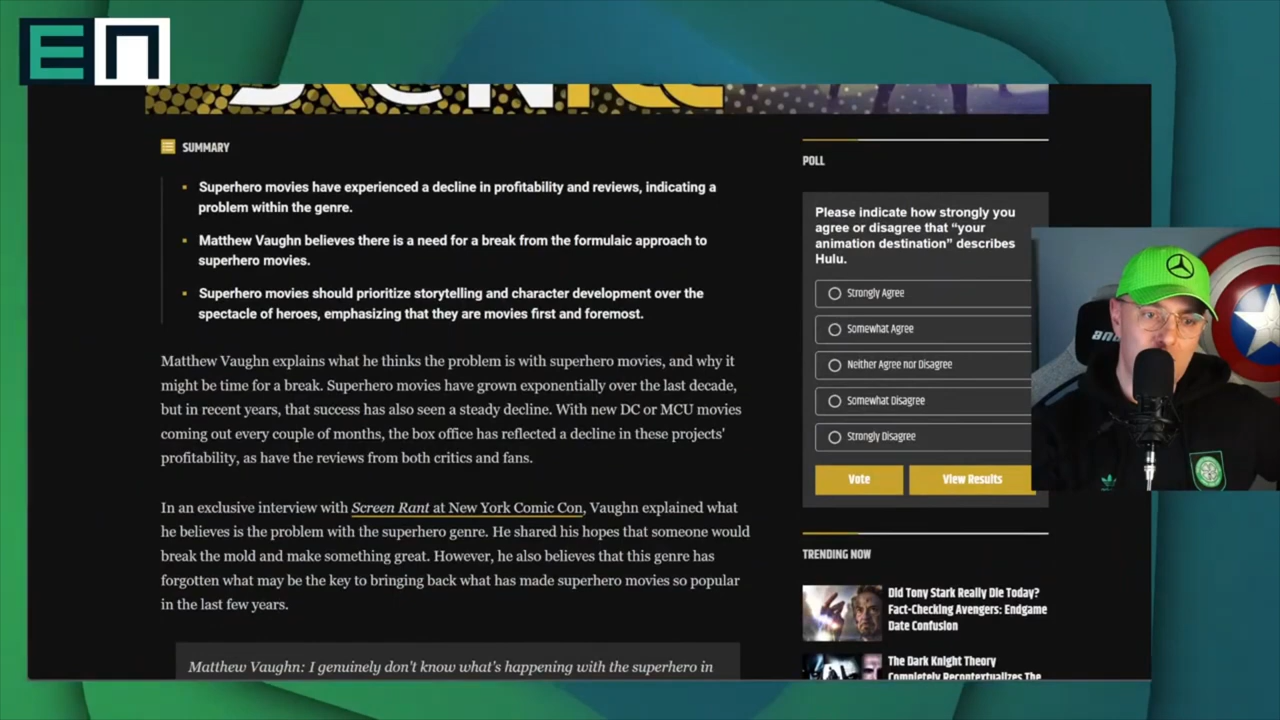 En
SUMMARY
Superhero movies have experienced a decline in profitability and reviews, indicating a
problem within the genre.
Matthew Vaughn believes there is a need for a break from the formulaic approach to
superhero movies.
Superhero movies should prioritize storytelling and character development over the
spectacle of heroes, emphasizing that they are movies first and foremost.
Matthew Vaughn explains what he thinks the problem is with superhero movies, and why it
might be time for a break. Superhero movies have grown exponentially over the last decade,
but in recent years, that success has also seen a steady decline. With new DC or MCU movies
coming out every couple of months, the box office has reflected a decline in these projects'
profitability, as have the reviews from both critics and fans.
In an exclusive interview with Screen Rant at New York Comic Con, Vaughn explained what
he believes is the problem with the superhero genre. He shared his hopes that someone would
break the mold and make something great. However, he also believes that this genre has
forgotten what may be the key to bringing back what has made superhero movies so popular
in the last few years.
Matthew Vaughn: I genuinely don't know what's happening with the superhero in
POLL
Please indicate how strongly you
agree or disagree that “your
animation destination” describes
Hulu.
Strongly Agree
Somewhat Agree
Neither Agree nor Disagree
Somewhat Disagree
Strongly Disagree
Vote
View Results
TRENDING NOW
Did Tony Stark Really Die Today?
Fact-Checking Avengers: Endgame
Date Confusion
The Dark Knight Theory
Completely Recontextualizes The